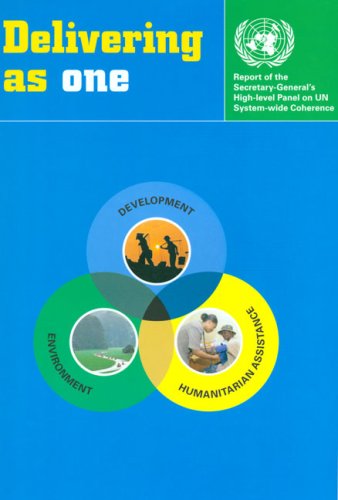 Delivering
as one
Report of the
Secretary-General's
High-level Panel on UN
System-wide Coherence
DEVELOPMENT
ENVIRONMENT
HUMANITARIAN ASSISTANCE